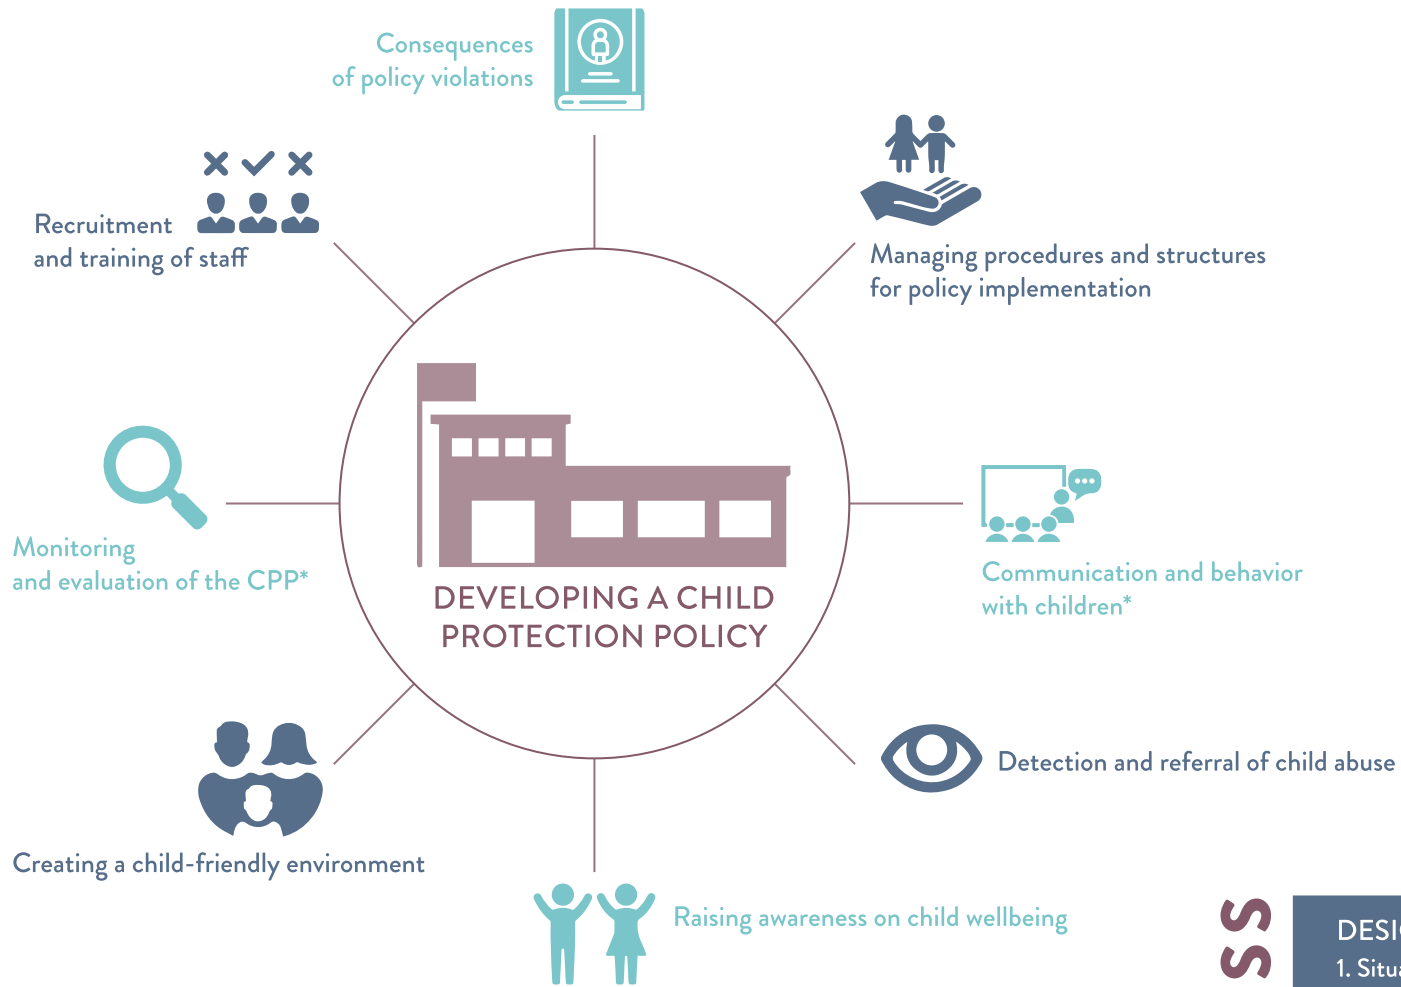 Consequences
of policy violations
Recruitment
and training of staff
Managing procedures and structures
for policy implementation
Monitoring
and evaluation of the CPP*
DEVELOPING A CHILD
PROTECTION POLICY
Communication and behavior
with children*
Detection and referral of child abuse
Creating a child-friendly environment
Raising awareness on child wellbeing
SS
1.